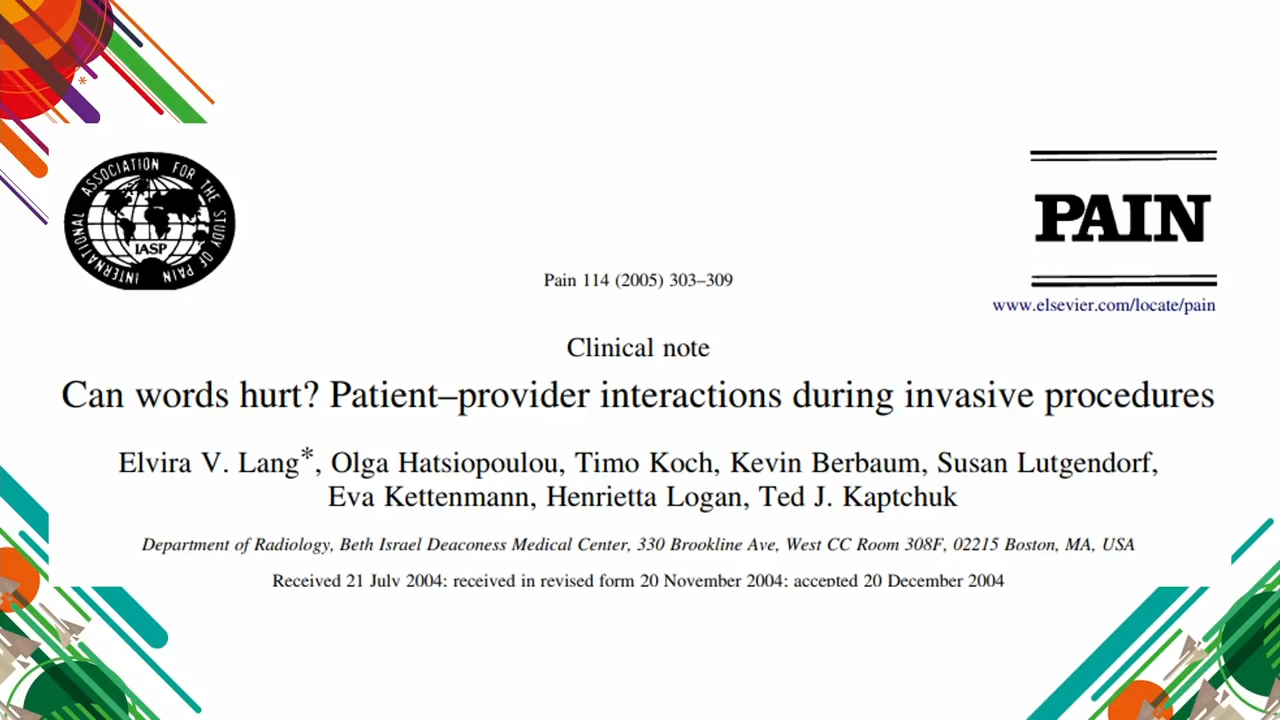 INTERNATIONAL ASSOCIATION FOR THE STUDY OF PAIN
IASP
PAIN
Pain 114 (2005) 303–309
www.elsevier.com/locate/pain
Clinical note
Can words hurt? Patient–provider interactions during invasive procedures
Elvira V. Lang*, Olga Hatsiopoulou, Timo Koch, Kevin Berbaum, Susan Lutgendorf,
Eva Kettenmann, Henrietta Logan, Ted J. Kaptchuk
Department of Radiology, Beth Israel Deaconess Medical Center, 330 Brookline Ave, West CC Room 308F, 02215 Boston, MA, USA
Received 21 July 2004; received in revised form 20 November 2004; accepted 20 December 2004